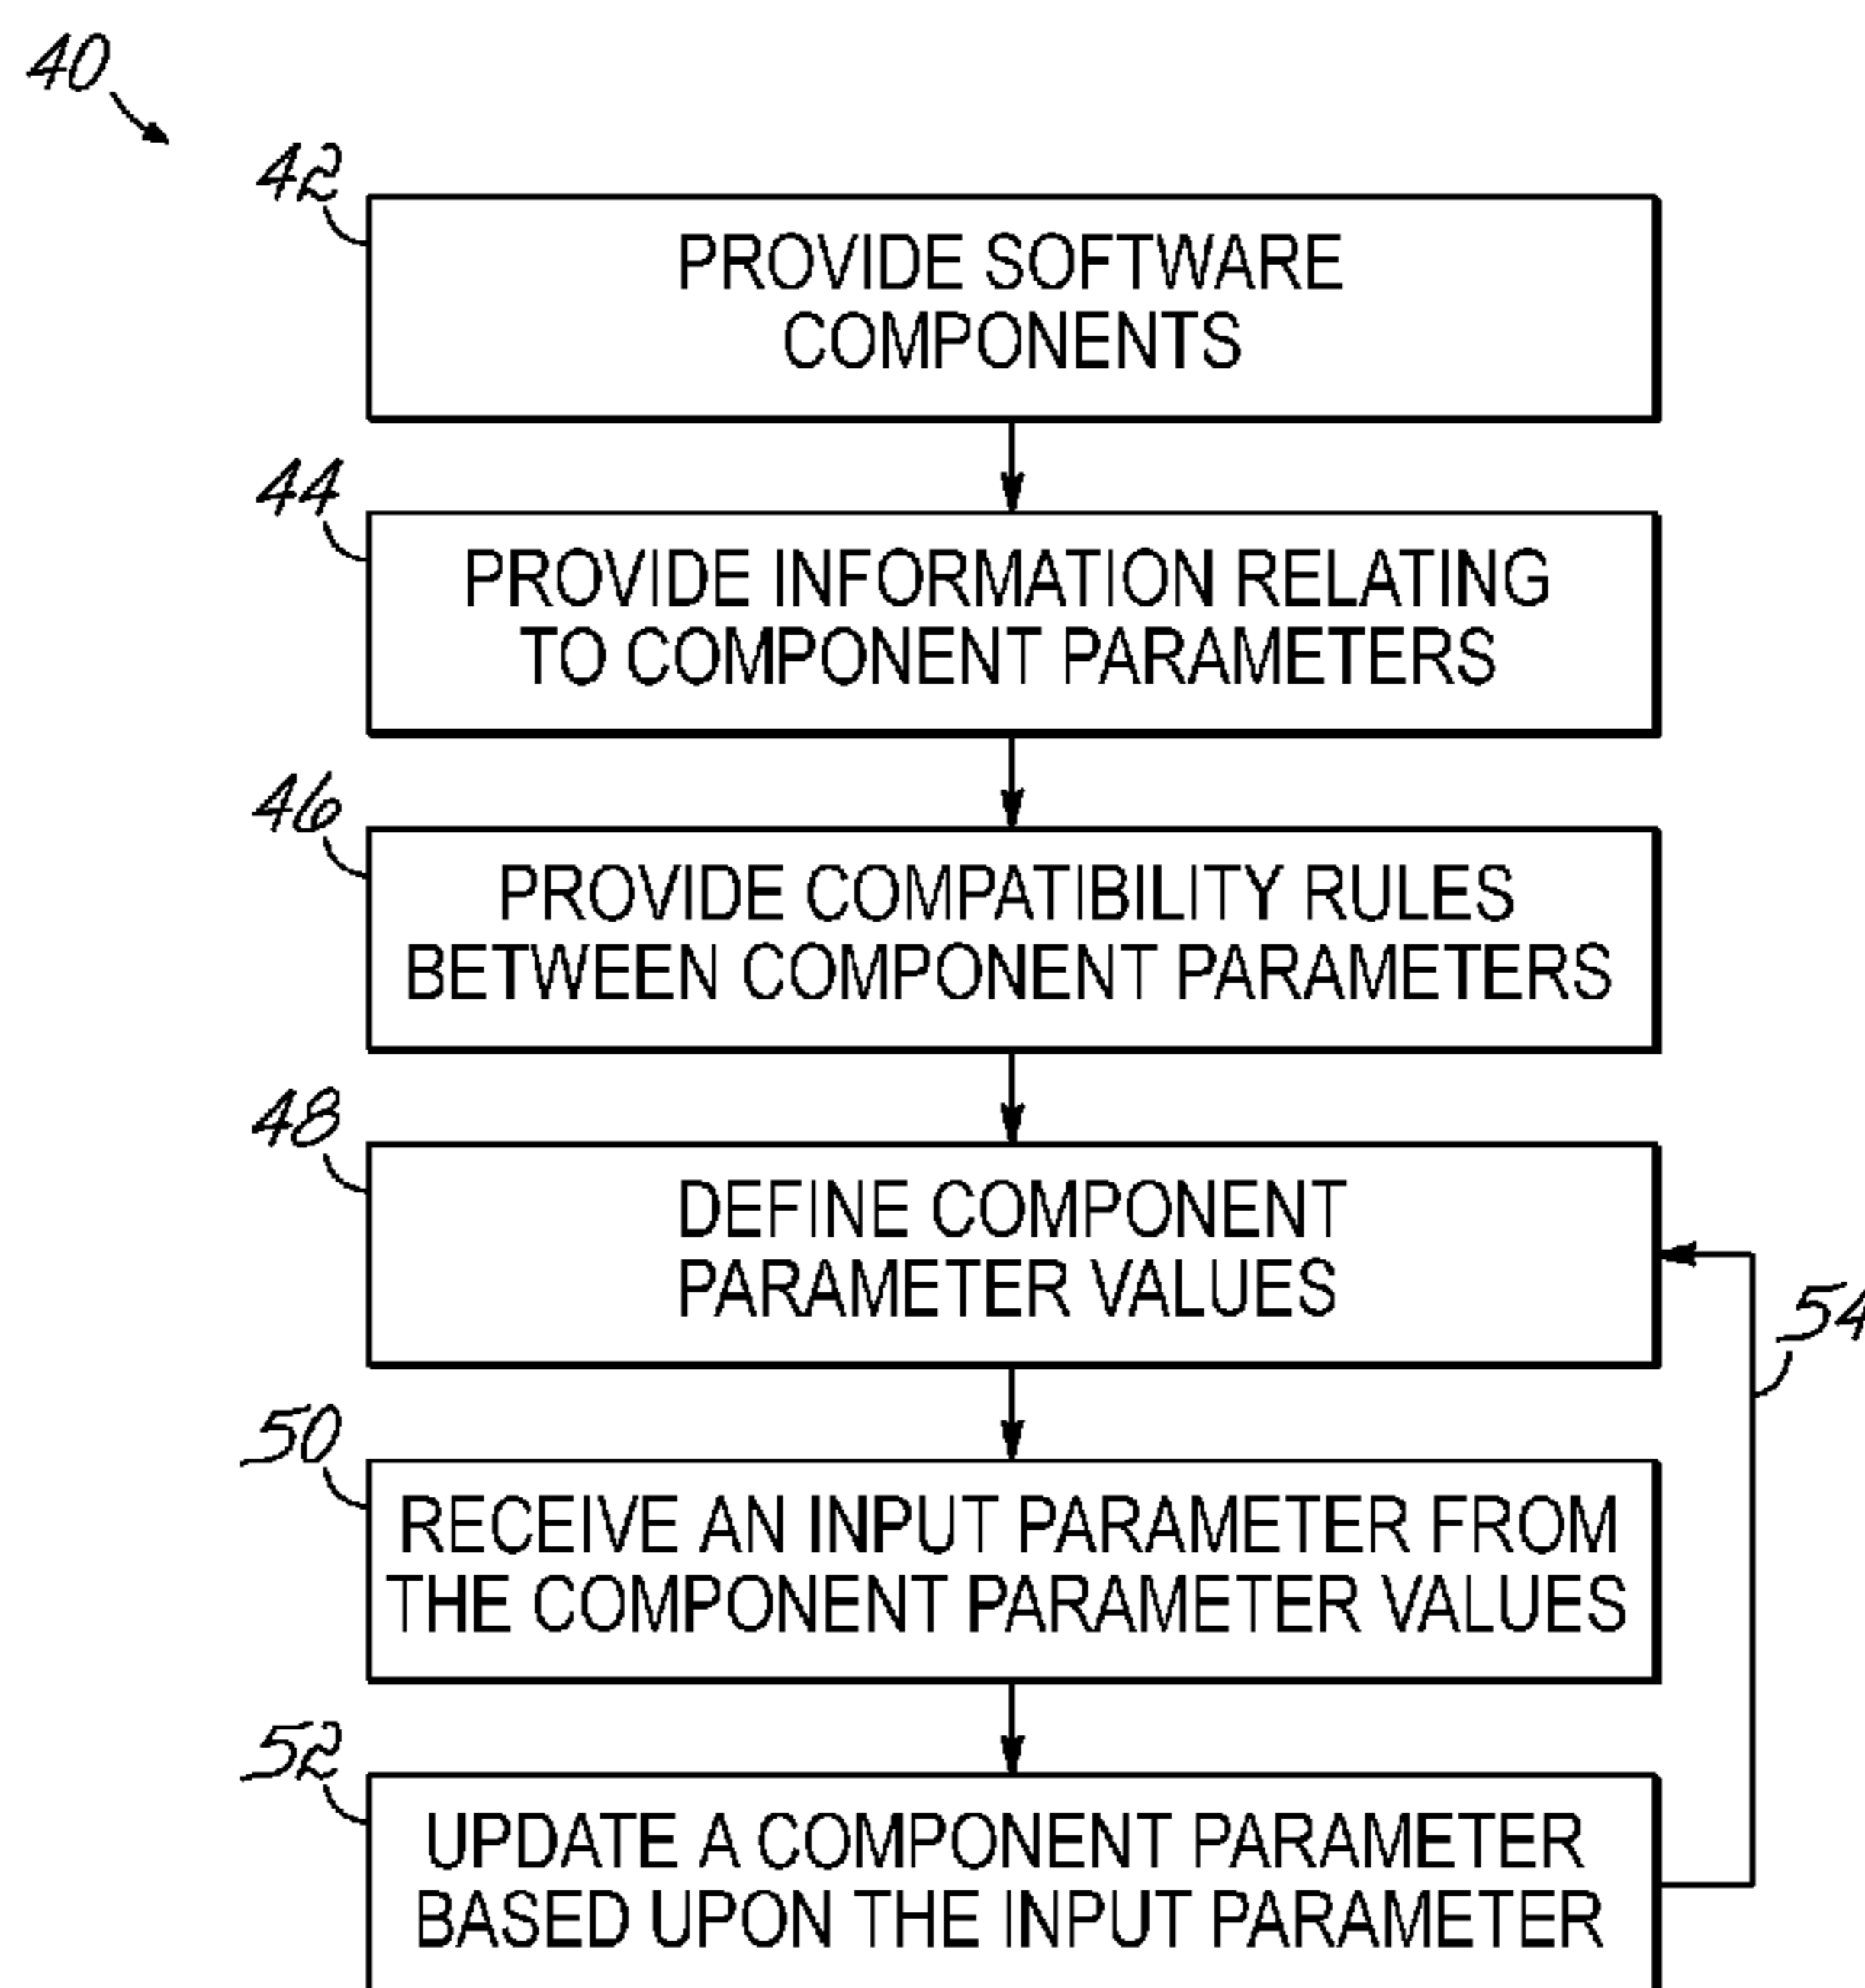 40
42
PROVIDE SOFTWARE
COMPONENTS
44
PROVIDE INFORMATION RELATING
TO COMPONENT PARAMETERS
46
PROVIDE COMPATIBILITY RULES
BETWEEN COMPONENT PARAMETERS
48
DEFINE COMPONENT
PARAMETER VALUES
54
50
RECEIVE AN INPUT PARAMETER FROM
THE COMPONENT PARAMETER VALUES
52
UPDATE A COMPONENT PARAMETER
BASED UPON THE INPUT PARAMETER